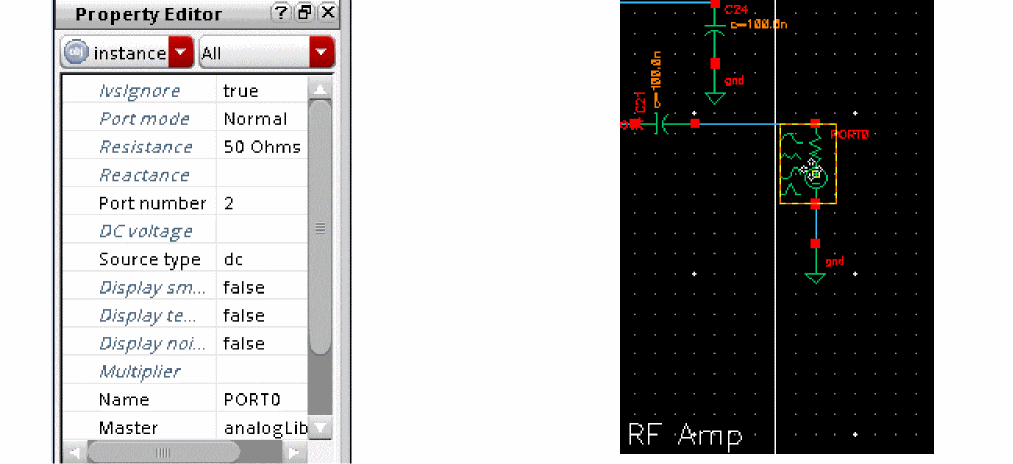 Property Editor
instance All
lvsIgnore true
Port mode Normal
Resistance 50 Ohms
Reactance
Port number 2
DC voltage
Source type dc
Display sm... false
Display te... false
Display noi... false
Multiplier
Name PORT0
Master analogLib
C24
c=100.0n
gnd
c=100.0n
C21
PORT0
gnd
RF Amp